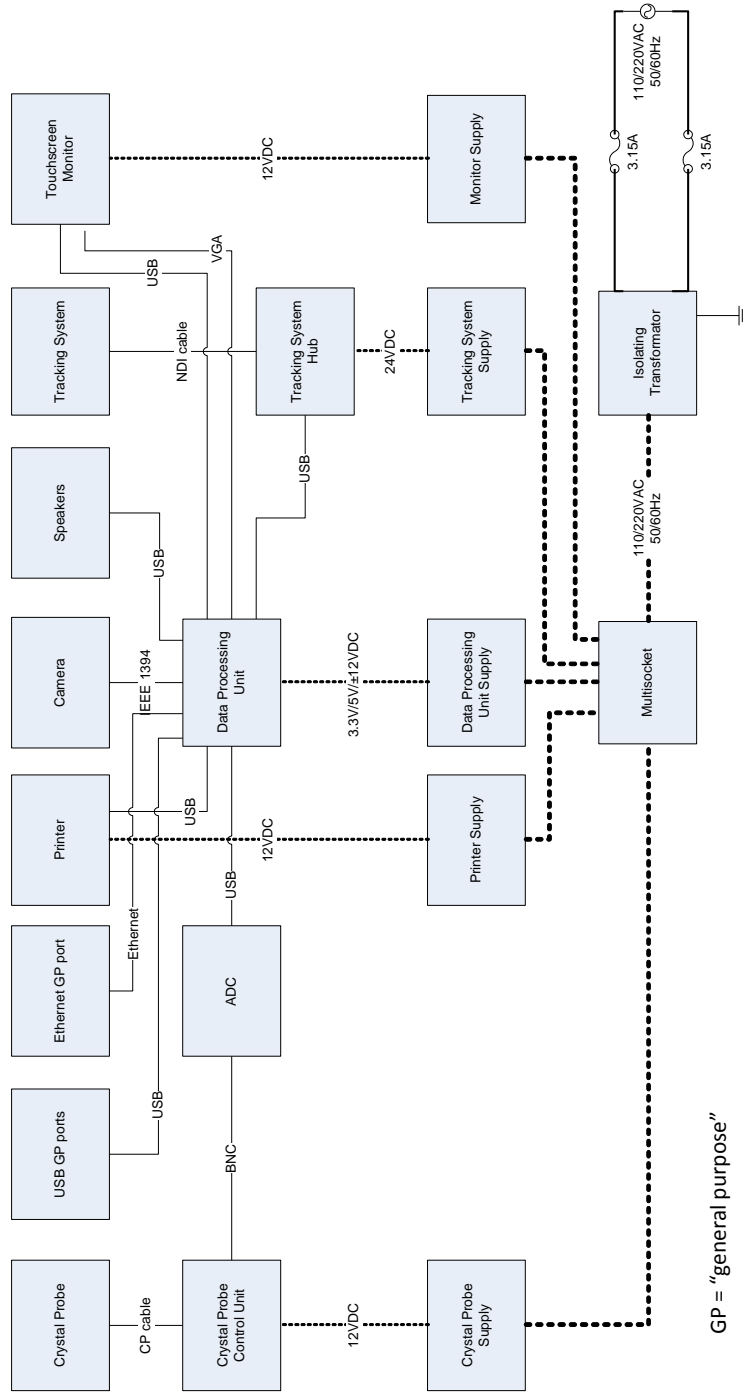 Crystal Probe
USB GP ports
Ethernet GP port
Printer
Camera
Speakers
Tracking System
Touchscreen
Monitor
CP cable
USB
Ethernet
USB
IEEE 1394
USB
NDI cable
USB
VGA
Crystal Probe
Control Unit
BNC
ADC
USB
Data Processing
Unit
USB
Tracking System
Hub
12VDC
12VDC
3.3V/5V/±12VDC
24VDC
12VDC
Crystal Probe
Supply
Printer Supply
Data Processing
Unit Supply
Tracking System
Supply
Monitor Supply
Multisocket
110/220VAC
50/60Hz
Isolating
Transformator
3.15A
3.15A
110/220VAC
50/60Hz
GP = “general purpose”